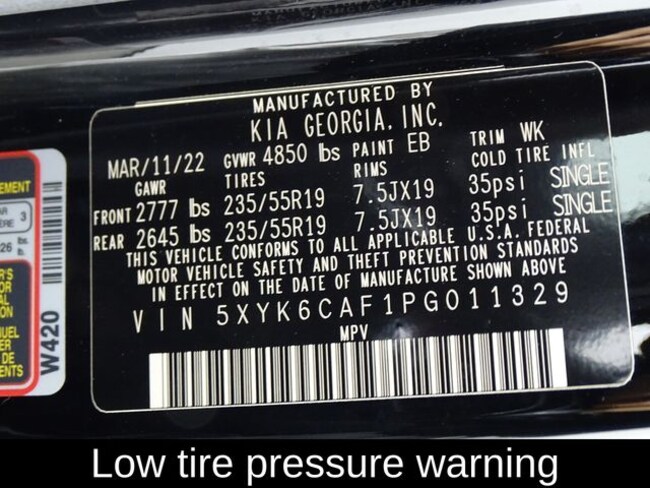 MANUFACTURED BY
KIA GEORGIA, INC.
MAR/11/22 GVWR 4850 lbs PAINT EB TRIM WK
GAWR TIRES RIMS COLD TIRE INFL
FRONT 2777 lbs 235/55R19 7.5JX19 35psi SINGLE
REAR 2645 lbs 235/55R19 7.5JX19 35psi SINGLE
THIS VEHICLE CONFORMS TO ALL APPLICABLE U.S.A. FEDERAL
MOTOR VEHICLE SAFETY AND THEFT PREVENTION STANDARDS
IN EFFECT ON THE DATE OF MANUFACTURE SHOWN ABOVE
VIN 5XYK6CAF1PG011329
MPV
W420
Low tire pressure warning